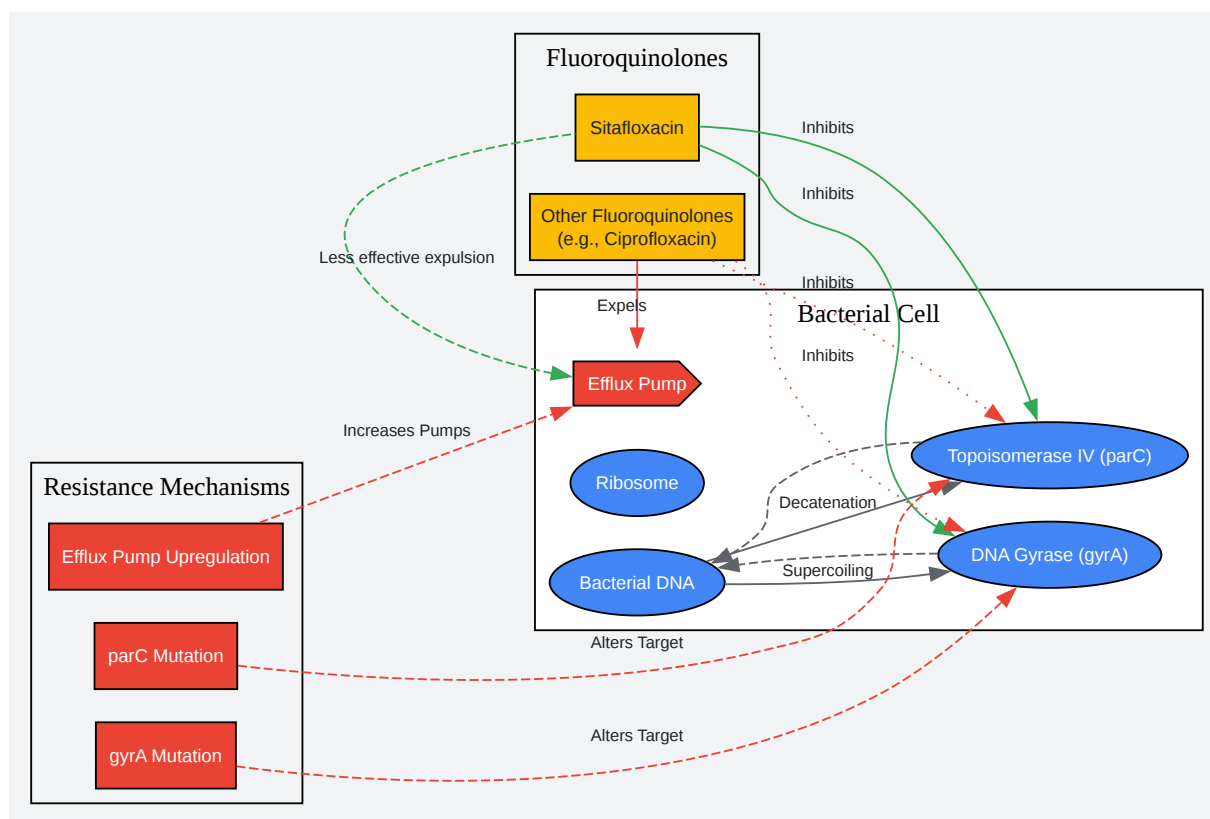 Fluoroquinolones
Sitafloxacin
Inhibits
Inhibits
Other Fluoroquinolones
(e.g., Ciprofloxacin)
Less effective expulsion
Inhibits
Expels
Bacterial Cell
Inhibits
Efflux Pump
Increases Pumps
Topoisomerase IV (parC)
Ribosome
Resistance Mechanisms
Decatenation
Efflux Pump Upregulation
DNA Gyrase (gyrA)
Supercoiling
Bacterial DNA
Alters Target
parC Mutation
Alters Target
gyrA Mutation